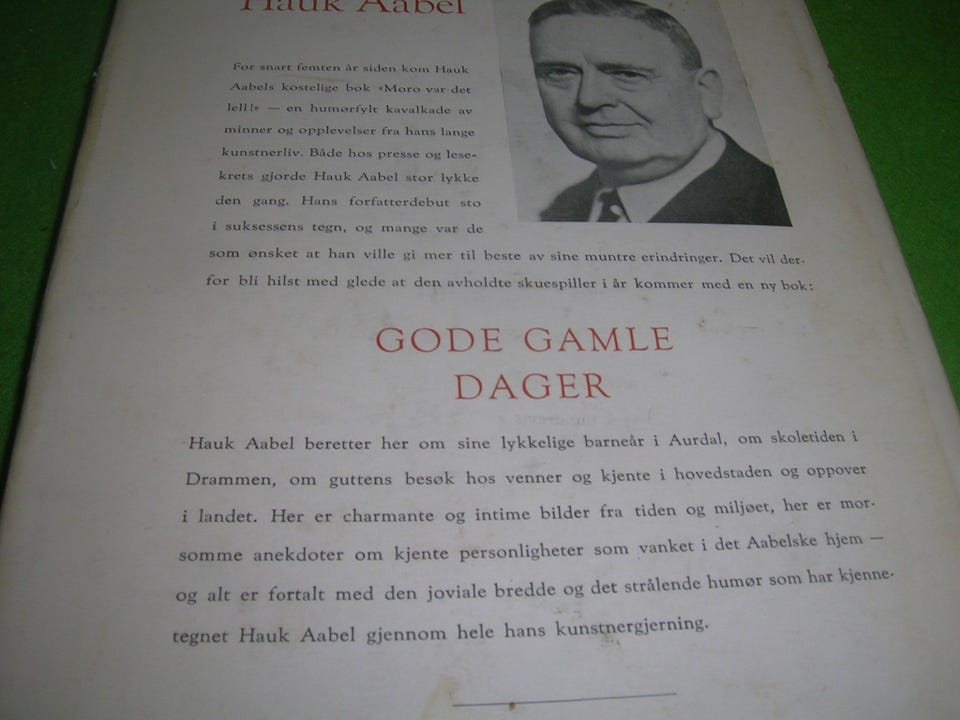 Hauk Aabel
For snart femten år siden kom Hauk
Aabels kostelige bok «Moro var det
lell!» — en humørfylt kavalkade av
minner og opplevelser fra hans lange
kunstnerliv. Både hos presse og lese-
krets gjorde Hauk Aabel stor lykke
den gang. Hans forfatterdebut sto
i suksessens tegn, og mange var de
som ønsket at han ville gi mer til beste av sine muntre erindringer. Det vil der-
for bli hilst med glede at den avholdte skuespiller i år kommer med en ny bok:
GODE GAMLE
DAGER
Hauk Aabel beretter her om sine lykkelige barneår i Aurdal, om skoletiden i
Drammen, om guttens besøk hos venner og kjente i hovedstaden og oppover
i landet. Her er charmante og intime bilder fra tiden og miljøet, her er mor-
somme anekdoter om kjente personligheter som vanket i det Aabelske hjem —
og alt er fortalt med den joviale bredde og det strålende humør som har kjenne-
tegnet Hauk Aabel gjennom hele hans kunstnergjerning.